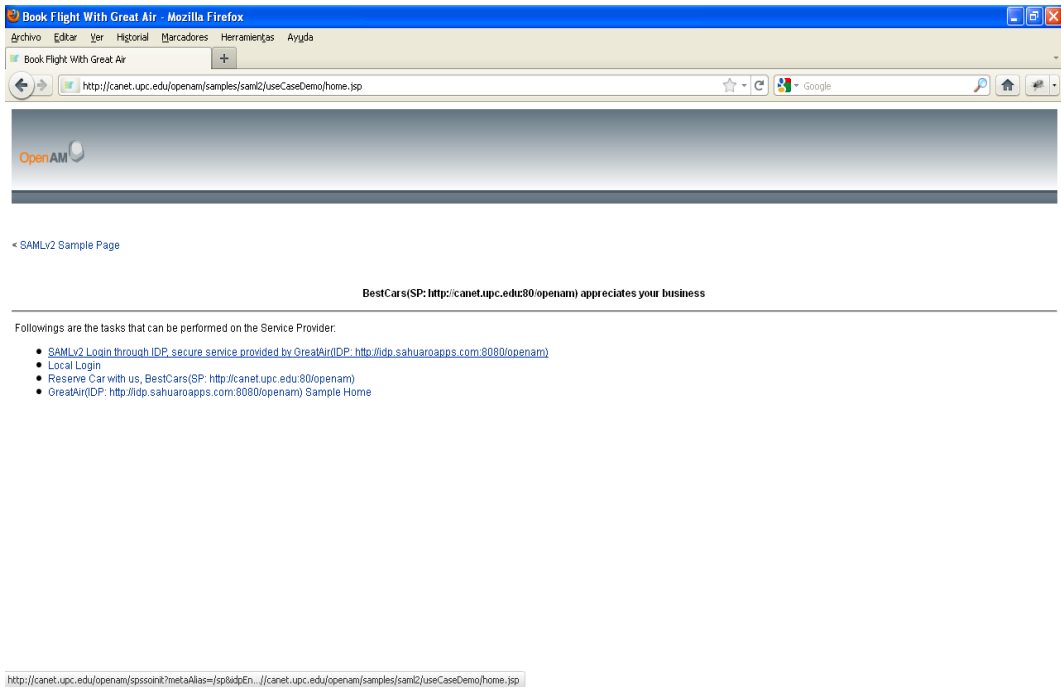 Book Flight With Great Air - Mozilla Firefox
Archivo Editar Ver Historial Marcadores Herramientas Ayuda
Book Flight With Great Air
http://canet.upc.edu/openam/samples/saml2/useCaseDemo/home.jsp
Google
OpenAM
« SAMLv2 Sample Page
BestCars(SP: http://canet.upc.edu:80/openam) appreciates your business
Followings are the tasks that can be performed on the Service Provider:
SAMLv2 Login through IDP, secure service provided by GreatAir(IDP: http://idp.sahuaroapps.com:8080/openam)
Local Login
Reserve Car with us, BestCars(SP: http://canet.upc.edu:80/openam)
GreatAir(IDP: http://idp.sahuaroapps.com:8080/openam) Sample Home
http://canet.upc.edu/openam/spssoinit?metaAlias=/sp&idpEn...//canet.upc.edu/openam/samples/saml2/useCaseDemo/home.jsp